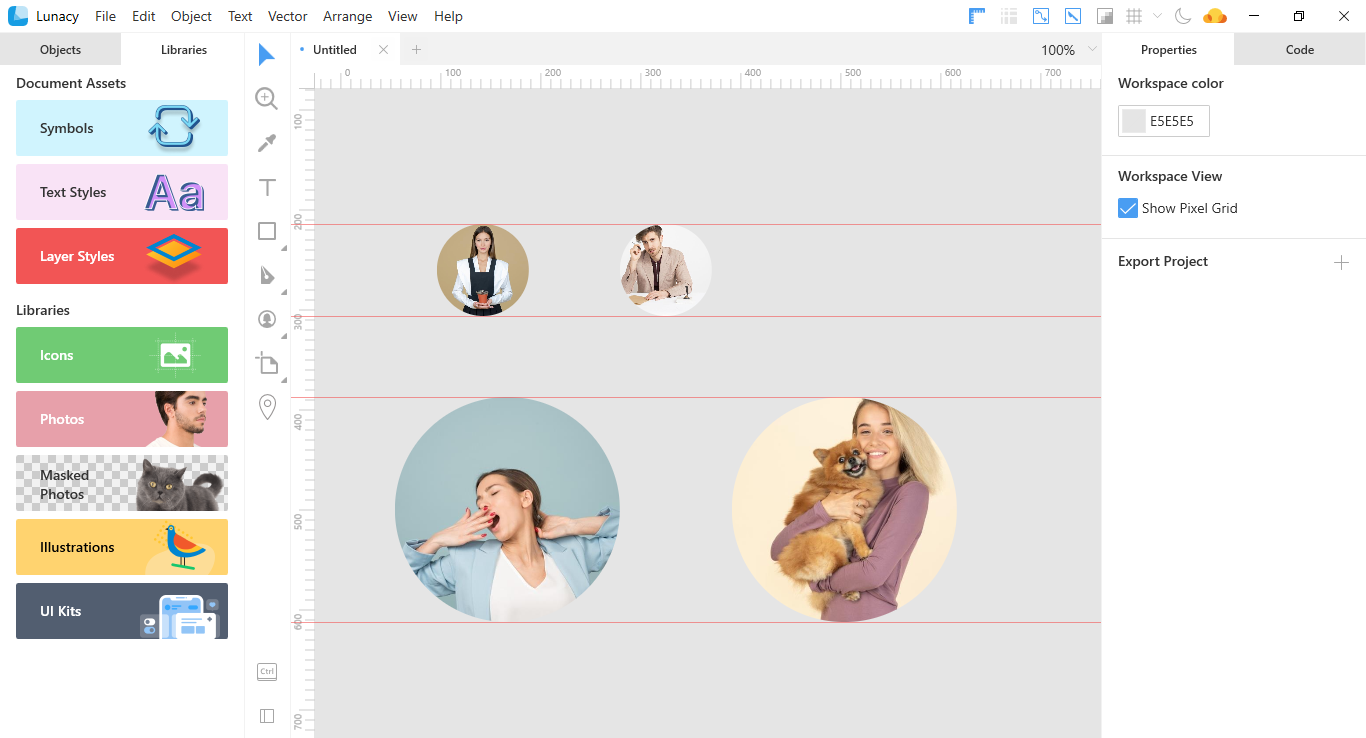 Lunacy File Edit Object Text Vector Arrange View Help
Objects Libraries
Untitled
100%
Properties Code
0 100 200 300 400 500 600 700
100
200
300
400
500
600
700
Document Assets
Symbols
Text Styles
Aa
Layer Styles
Libraries
Icons
Photos
Masked
Photos
Illustrations
UI Kits
Ctrl
Workspace color
E5E5E5
Workspace View
Show Pixel Grid
Export Project